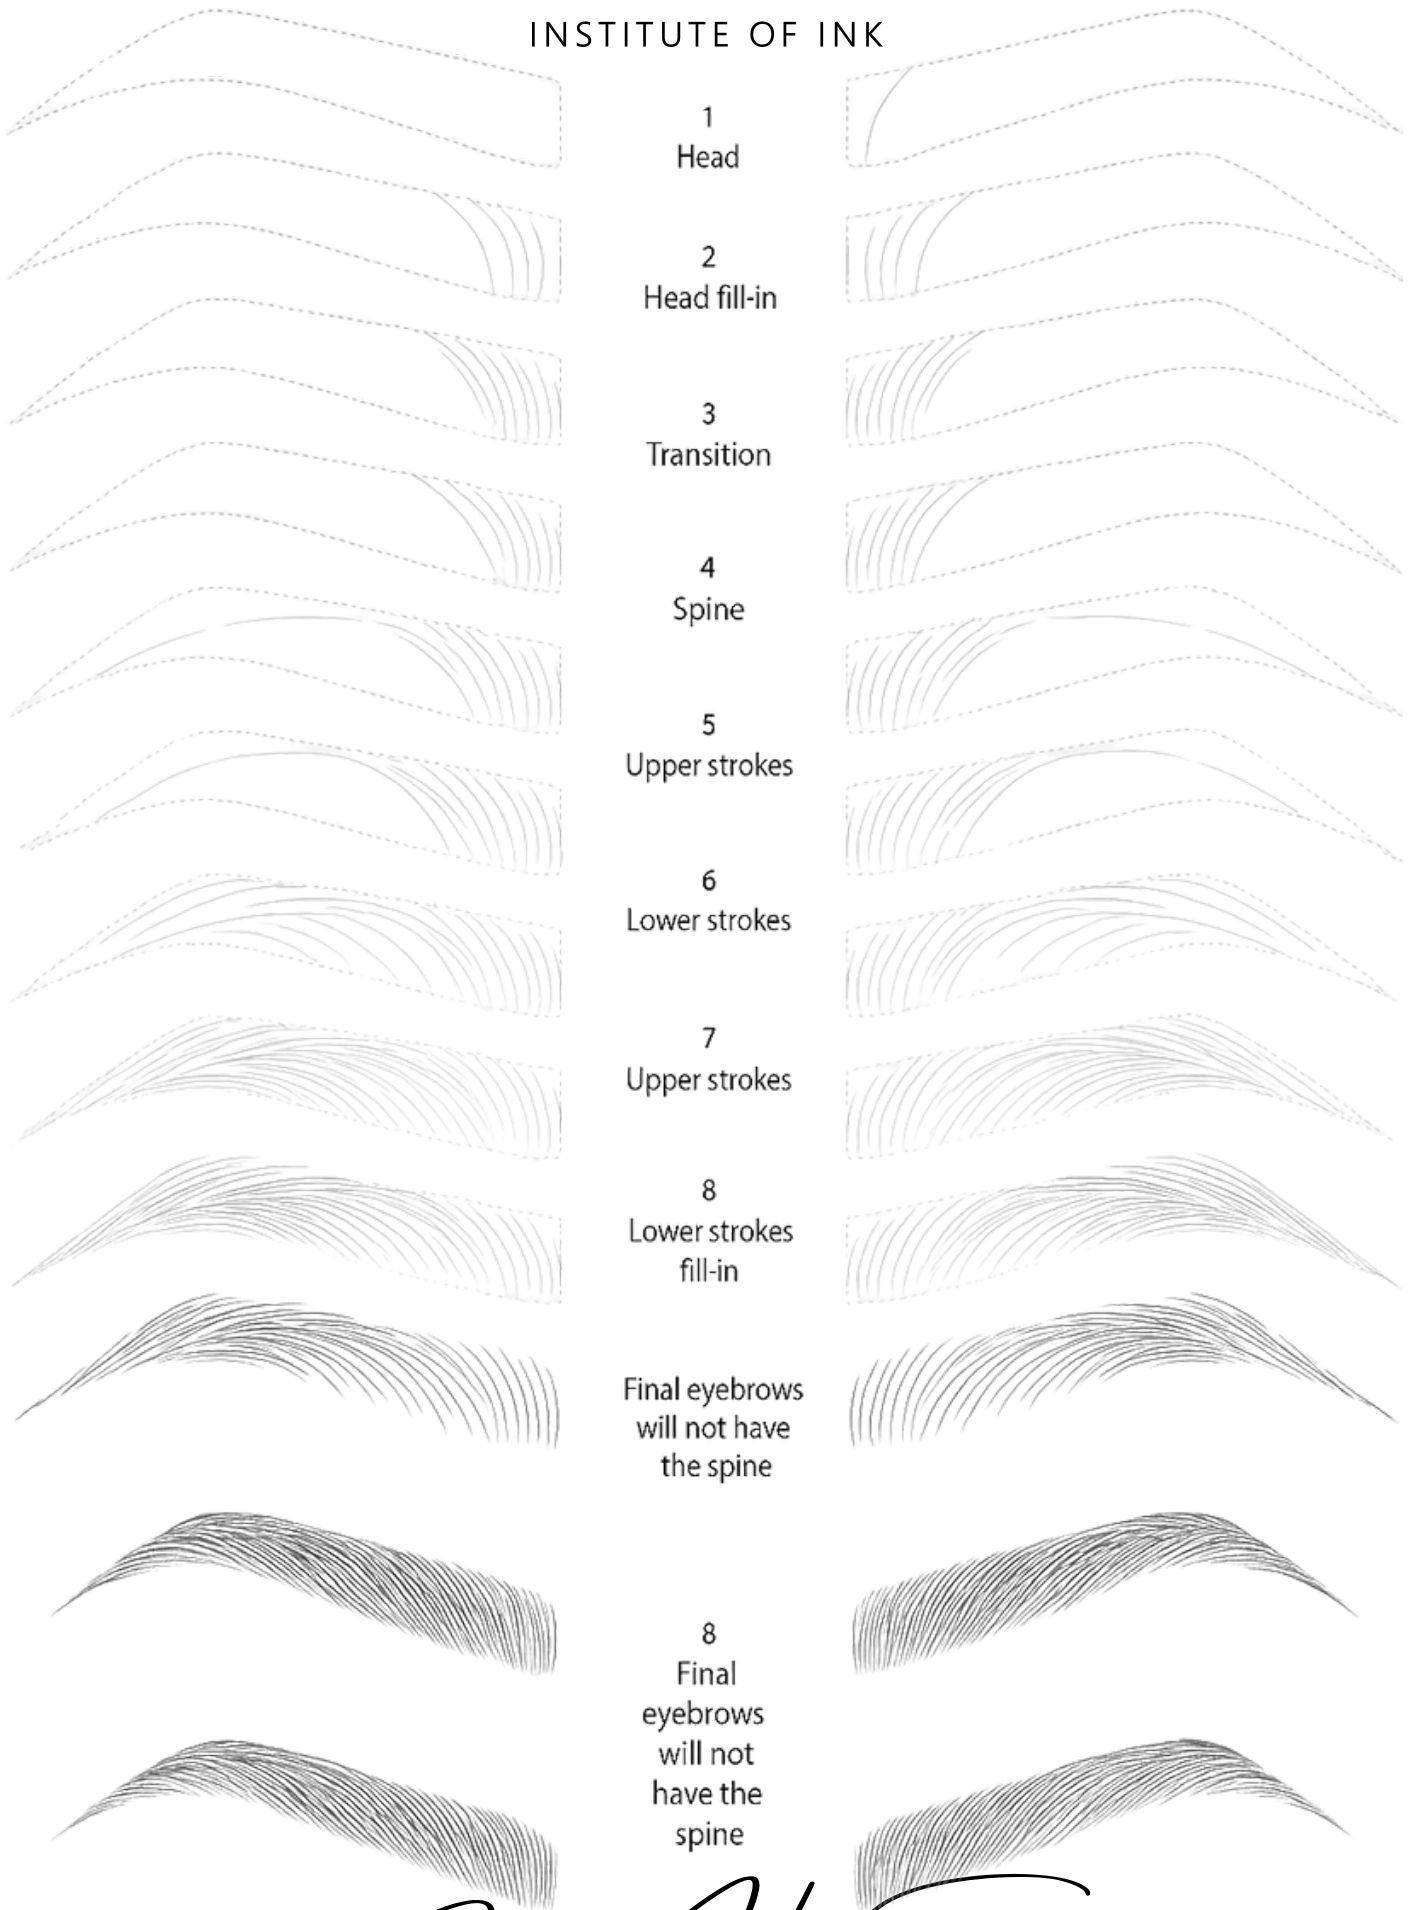 INSTITUTE OF INK
1
Head
2
Head fill-in
3
Transition
4
Spine
5
Upper strokes
6
Lower strokes
7
Upper strokes
8
Lower strokes
fill-in
Final eyebrows
will not have
the spine
8
Final
eyebrows
will not
have the
spine